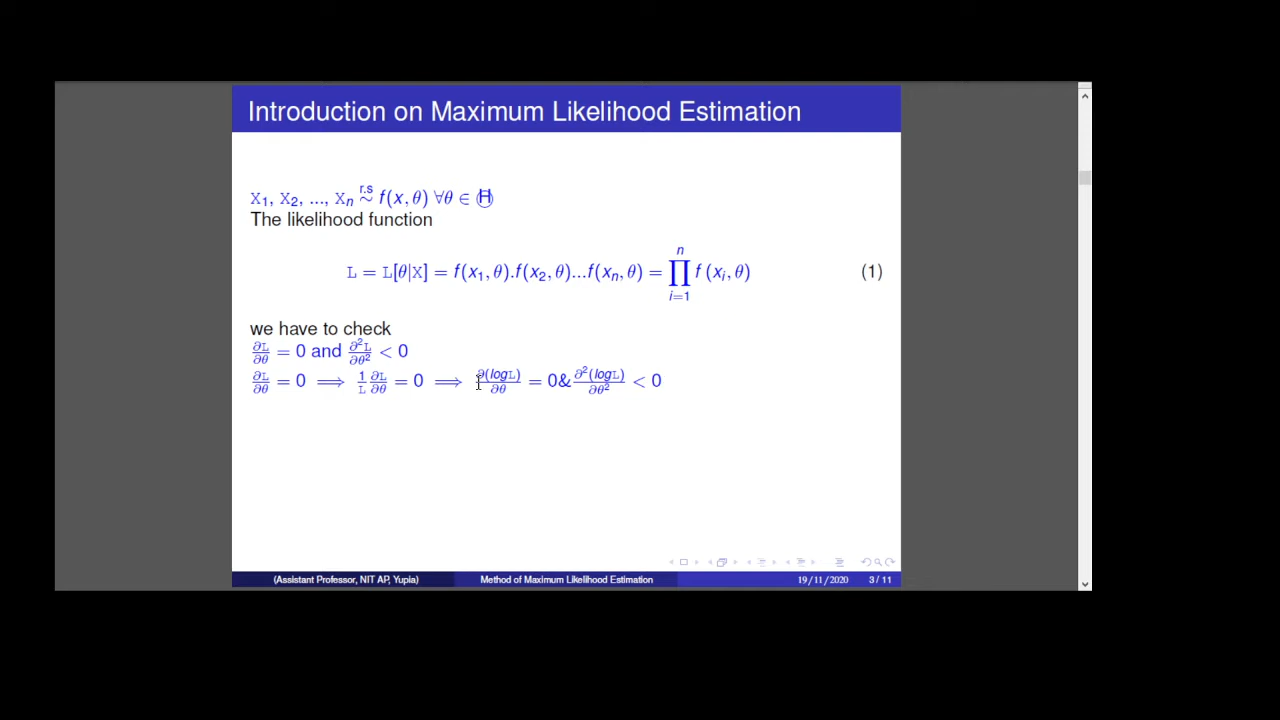 Introduction on Maximum Likelihood Estimation
X₁, X₂, ..., Xₙ r.s ∼ f(x, θ) ∀θ ∈ Ⓗ
The likelihood function
L = L[θ|X] = f(x₁, θ).f(x₂, θ)...f(xₙ, θ) = ∏ⁿᵢ₌₁ f (xᵢ, θ) (1)
we have to check
∂L/∂θ = 0 and ∂²L/∂θ² < 0
∂L/∂θ = 0 ⟹ 1/L ∂L/∂θ = 0 ⟹ ∂(logL)/∂θ = 0& ∂²(logL)/∂θ² < 0
(Assistant Professor, NIT AP, Yupia) Method of Maximum Likelihood Estimation 19/11/2020 3 / 11